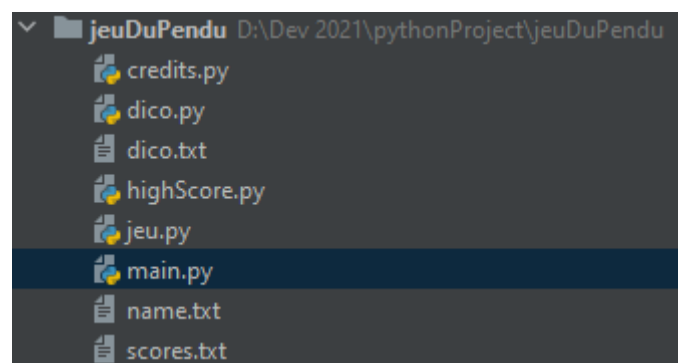 jeuDuPendu D:\Dev 2021\pythonProject\jeuDuPendu
credits.py
dico.py
dico.txt
highScore.py
jeu.py
main.py
name.txt
scores.txt